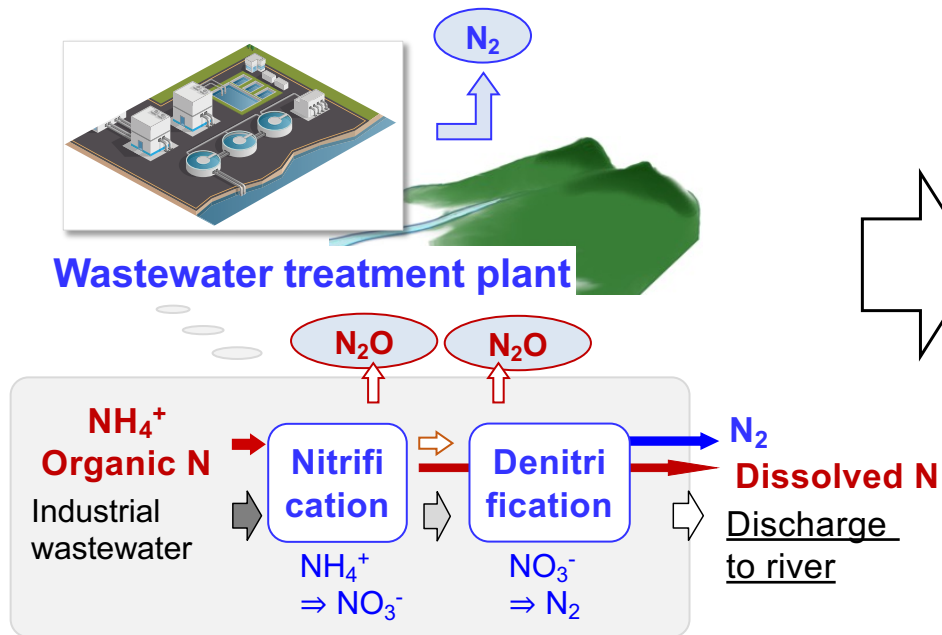 N₂
Wastewater treatment plant
N₂O
N₂O
NH₄⁺
Organic N
Industrial
wastewater
Nitrifi
cation
NH₄⁺
⇒ NO₃⁻
Denitri
fication
NO₃⁻
⇒ N₂
N₂
Dissolved N
Discharge
to river